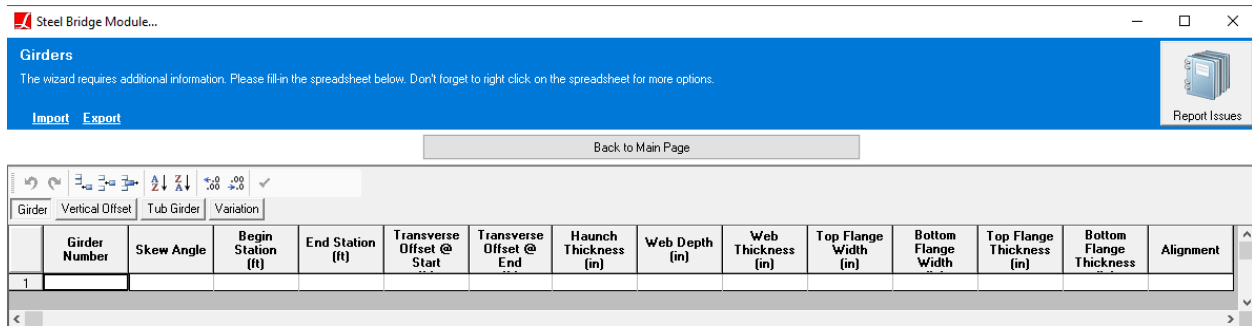 Steel Bridge Module...
Girders
The wizard requires additional information. Please fill-in the spreadsheet below. Don't forget to right click on the spreadsheet for more options.
Import Export
Report Issues
Back to Main Page
Girder Vertical Offset Tub Girder Variation
Girder Number
Skew Angle
Begin Station (ft)
End Station (ft)
Transverse Offset @ Start
Transverse Offset @ End
Haunch Thickness (in)
Web Depth (in)
Web Thickness (in)
Top Flange Width (in)
Bottom Flange Width
Top Flange Thickness (in)
Bottom Flange Thickness
Alignment
1